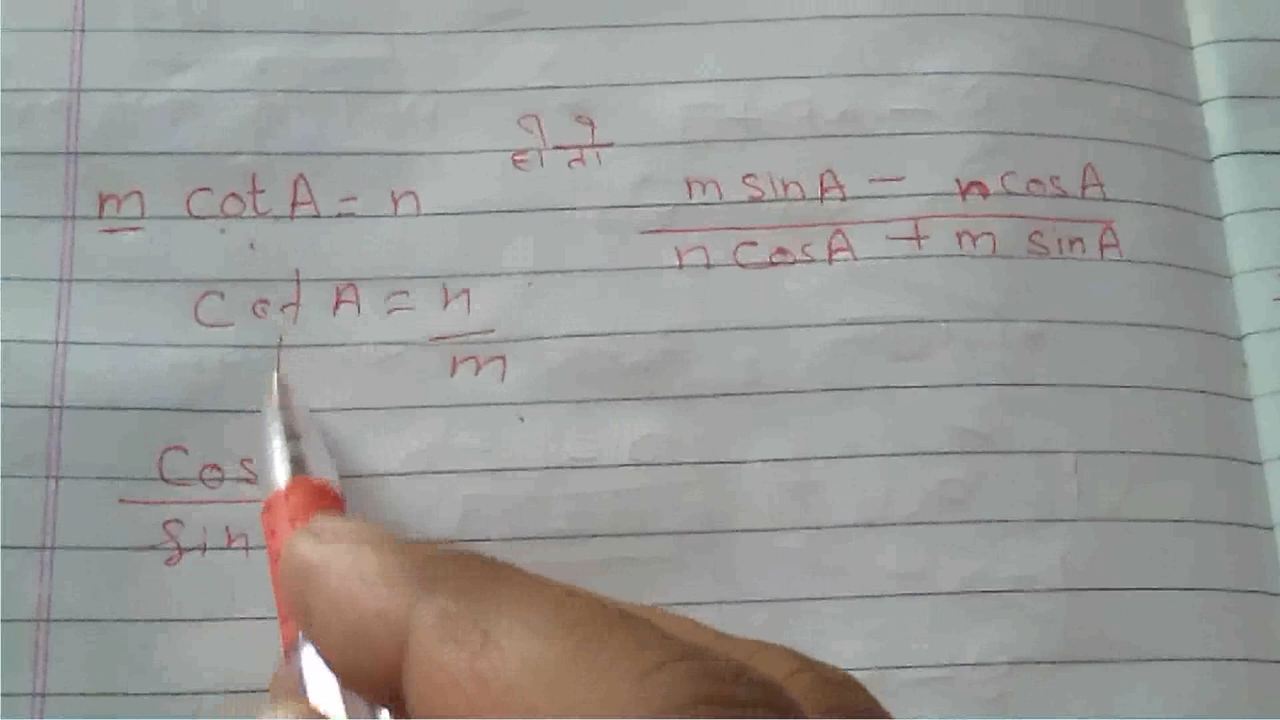 हो तो
m cot A = n
m sin A - n cos A
n cos A + m sin A
cot A = n
m
Cos
Sin